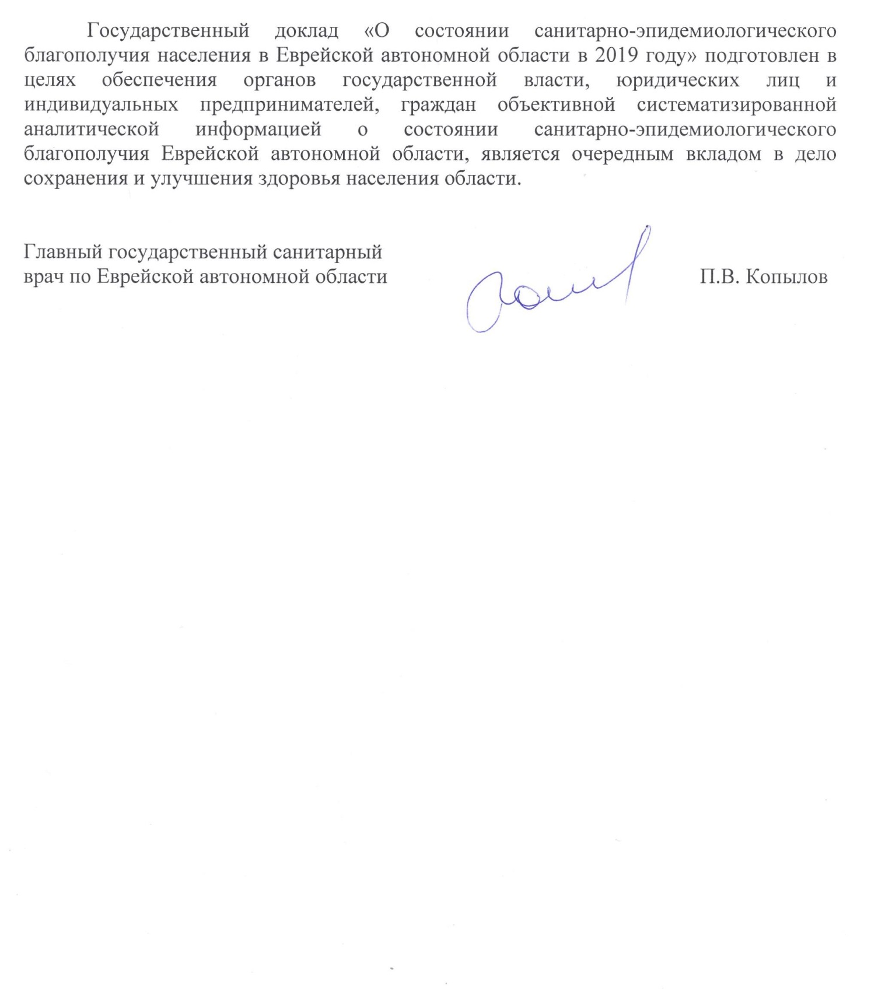 Государственный доклад «О состоянии санитарно-эпидемиологического
благополучия населения в Еврейской автономной области в 2019 году» подготовлен в
целях обеспечения органов государственной власти, юридических лиц и
индивидуальных предпринимателей, граждан объективной систематизированной
аналитической информацией о состоянии санитарно-эпидемиологического
благополучия Еврейской автономной области, является очередным вкладом в дело
сохранения и улучшения здоровья населения области.
Главный государственный санитарный
врач по Еврейской автономной области П.В. Копылов